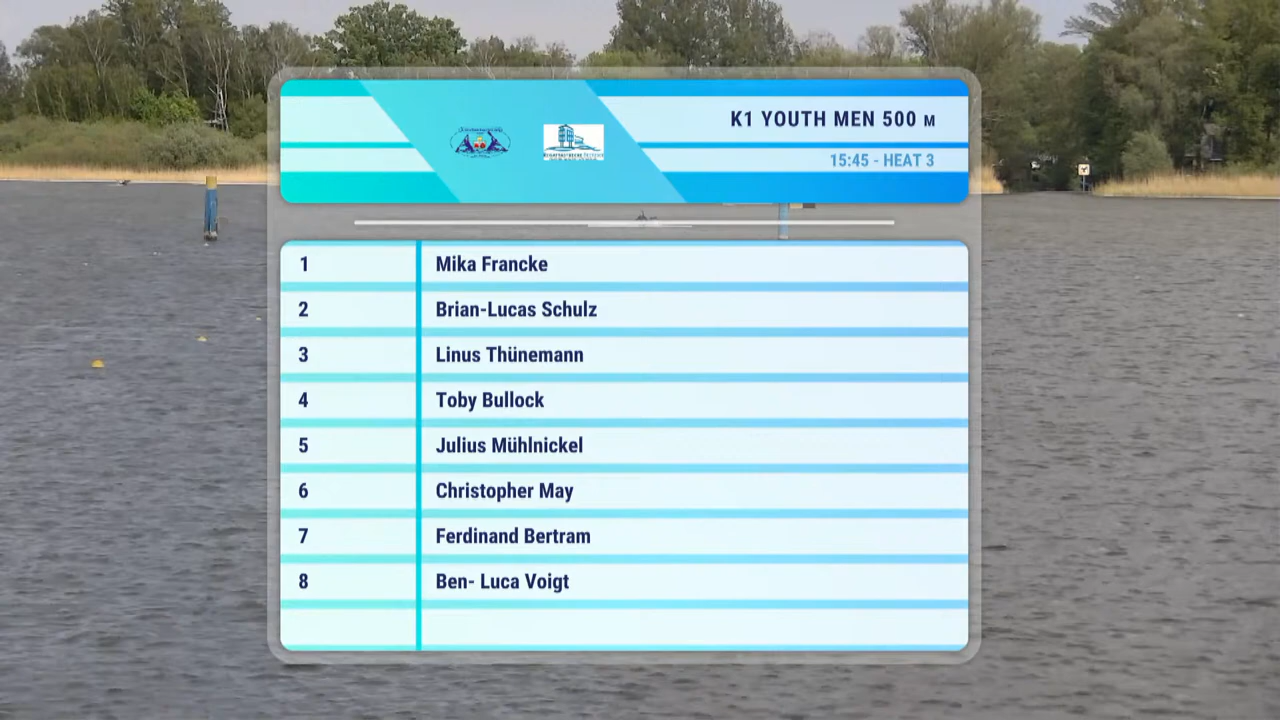 K1 YOUTH MEN 500 M
15:45 - HEAT 3
1 Mika Francke
2 Brian-Lucas Schulz
3 Linus Thünemann
4 Toby Bullock
5 Julius Mühlnickel
6 Christopher May
7 Ferdinand Bertram
8 Ben- Luca Voigt